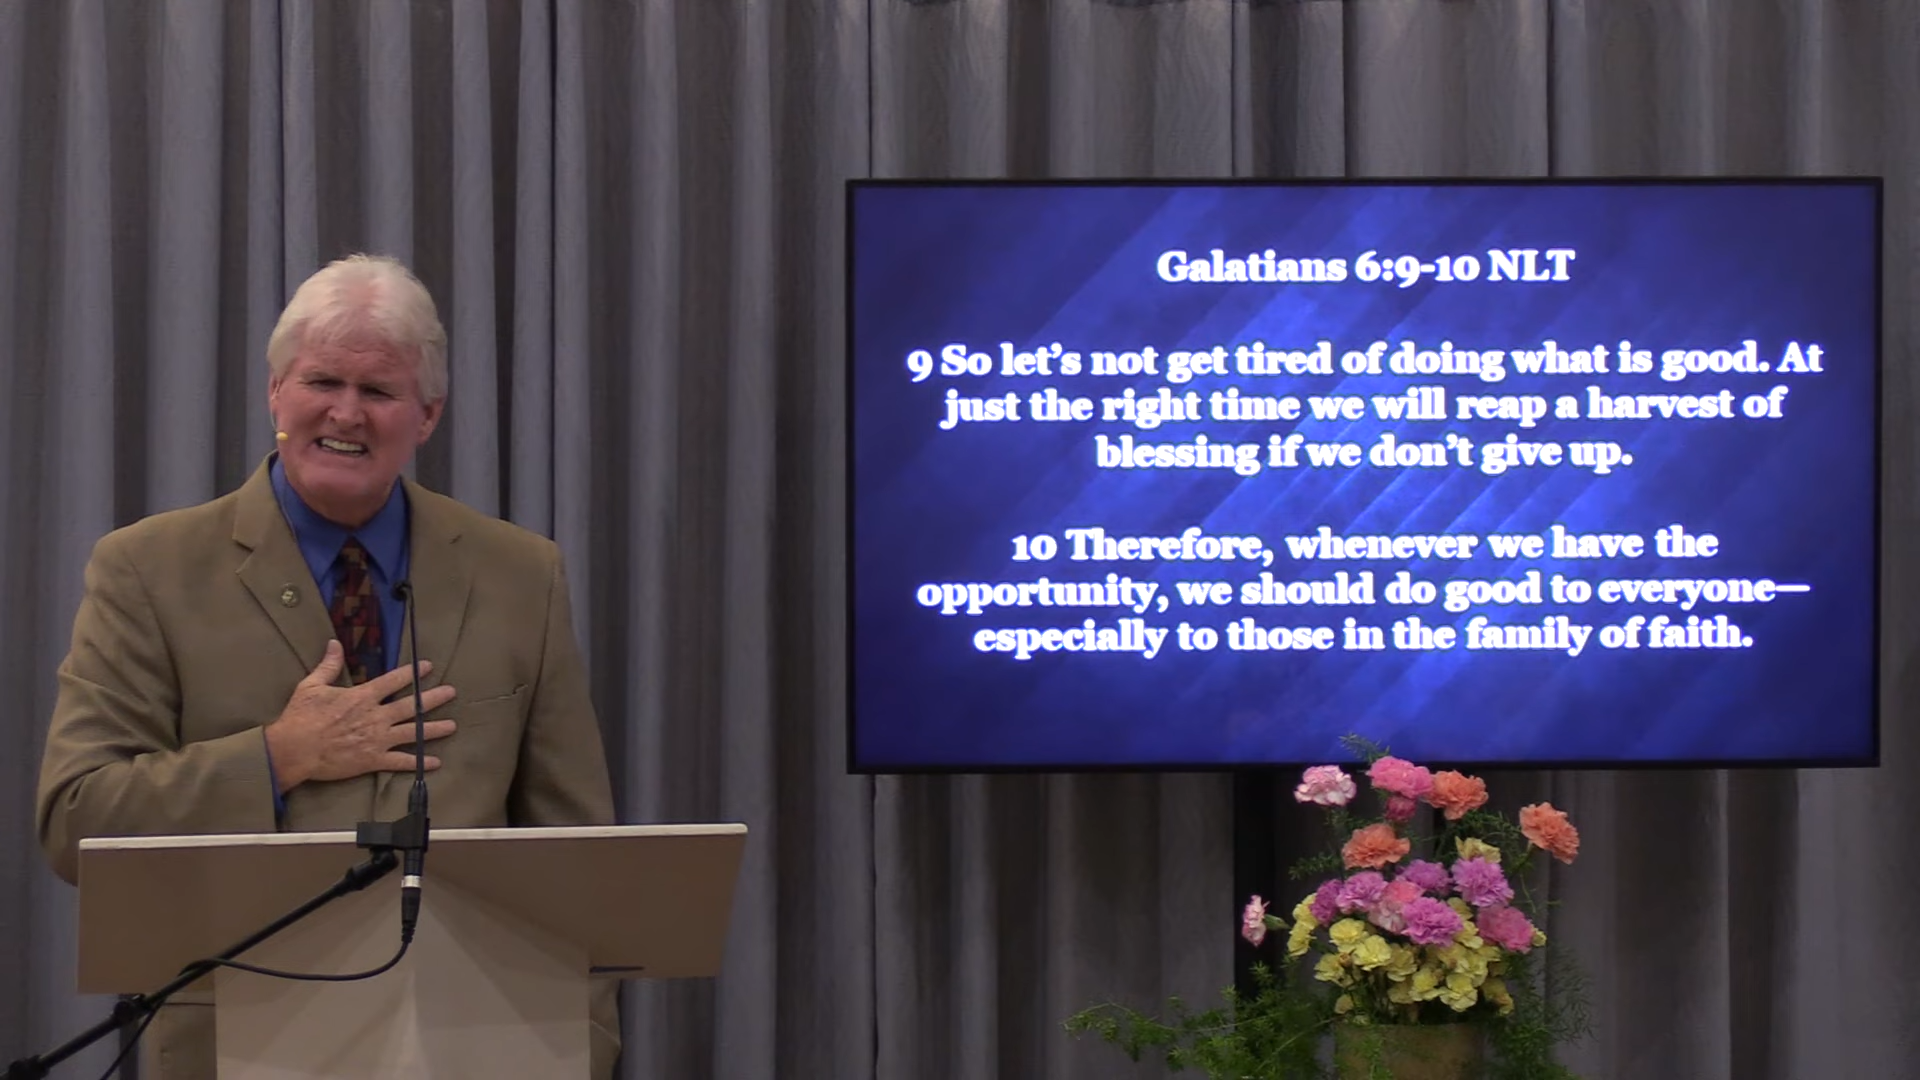 Galatians 6:9-10 NLT
9 So let’s not get tired of doing what is good. At
just the right time we will reap a harvest of
blessing if we don’t give up.
10 Therefore, whenever we have the
opportunity, we should do good to everyone—
especially to those in the family of faith.